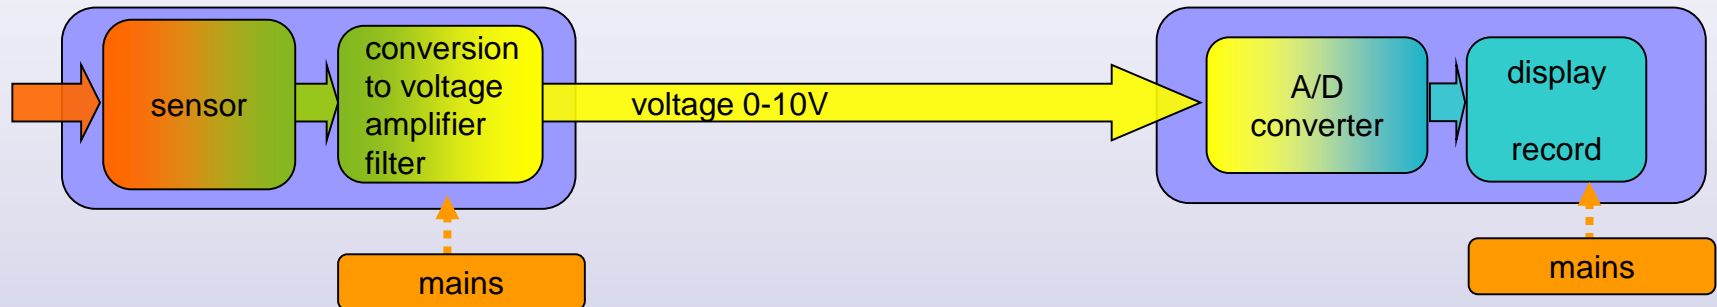 sensor
conversion
to voltage
amplifier
filter
voltage 0-10V
A/D
converter
display
record
mains
mains